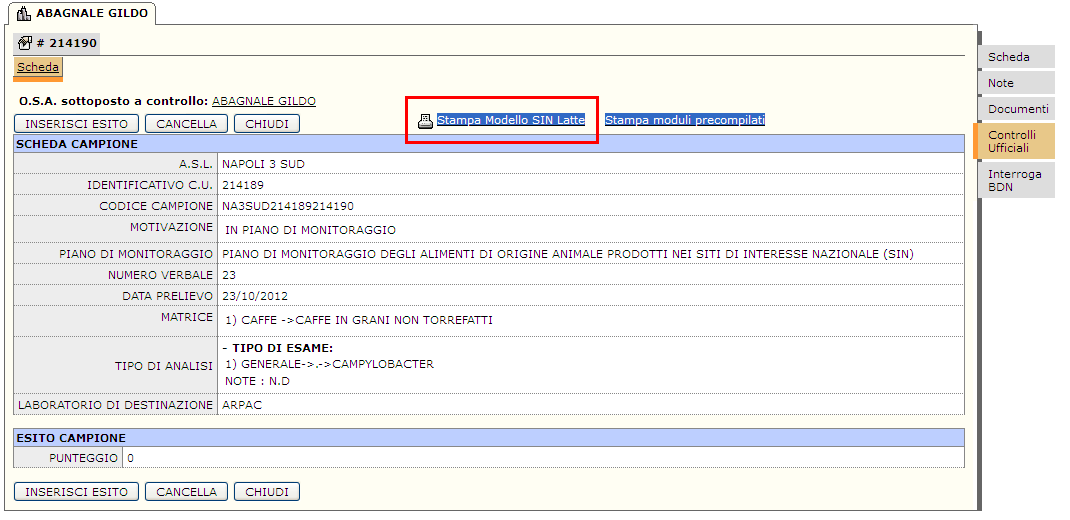 ABAGNALE GILDO
# 214190
Scheda
O.S.A. sottoposto a controllo: ABAGNALE GILDO
INSERISCI ESITO CANCELLA CHIUDI Stampa Modello SIN Latte Stampa moduli precompilati
SCHEDA CAMPIONE
A.S.L. NAPOLI 3 SUD
IDENTIFICATIVO C.U. 214189
CODICE CAMPIONE NA3SUD214189214190
MOTIVAZIONE IN PIANO DI MONITORAGGIO
PIANO DI MONITORAGGIO PIANO DI MONITORAGGIO DEGLI ALIMENTI DI ORIGINE ANIMALE PRODOTTI NEI SITI DI INTERESSE NAZIONALE (SIN)
NUMERO VERBALE 23
DATA PRELIEVO 23/10/2012
MATRICE 1) CAFFE ->CAFFE IN GRANI NON TORREFATTI
TIPO DI ANALISI - TIPO DI ESAME:
1) GENERALE->.->CAMPYLOBACTER
NOTE : N.D
LABORATORIO DI DESTINAZIONE ARPAC
ESITO CAMPIONE
PUNTEGGIO 0
INSERISCI ESITO CANCELLA CHIUDI
Scheda
Note
Documenti
Controlli
Ufficiali
Interroga
BDN